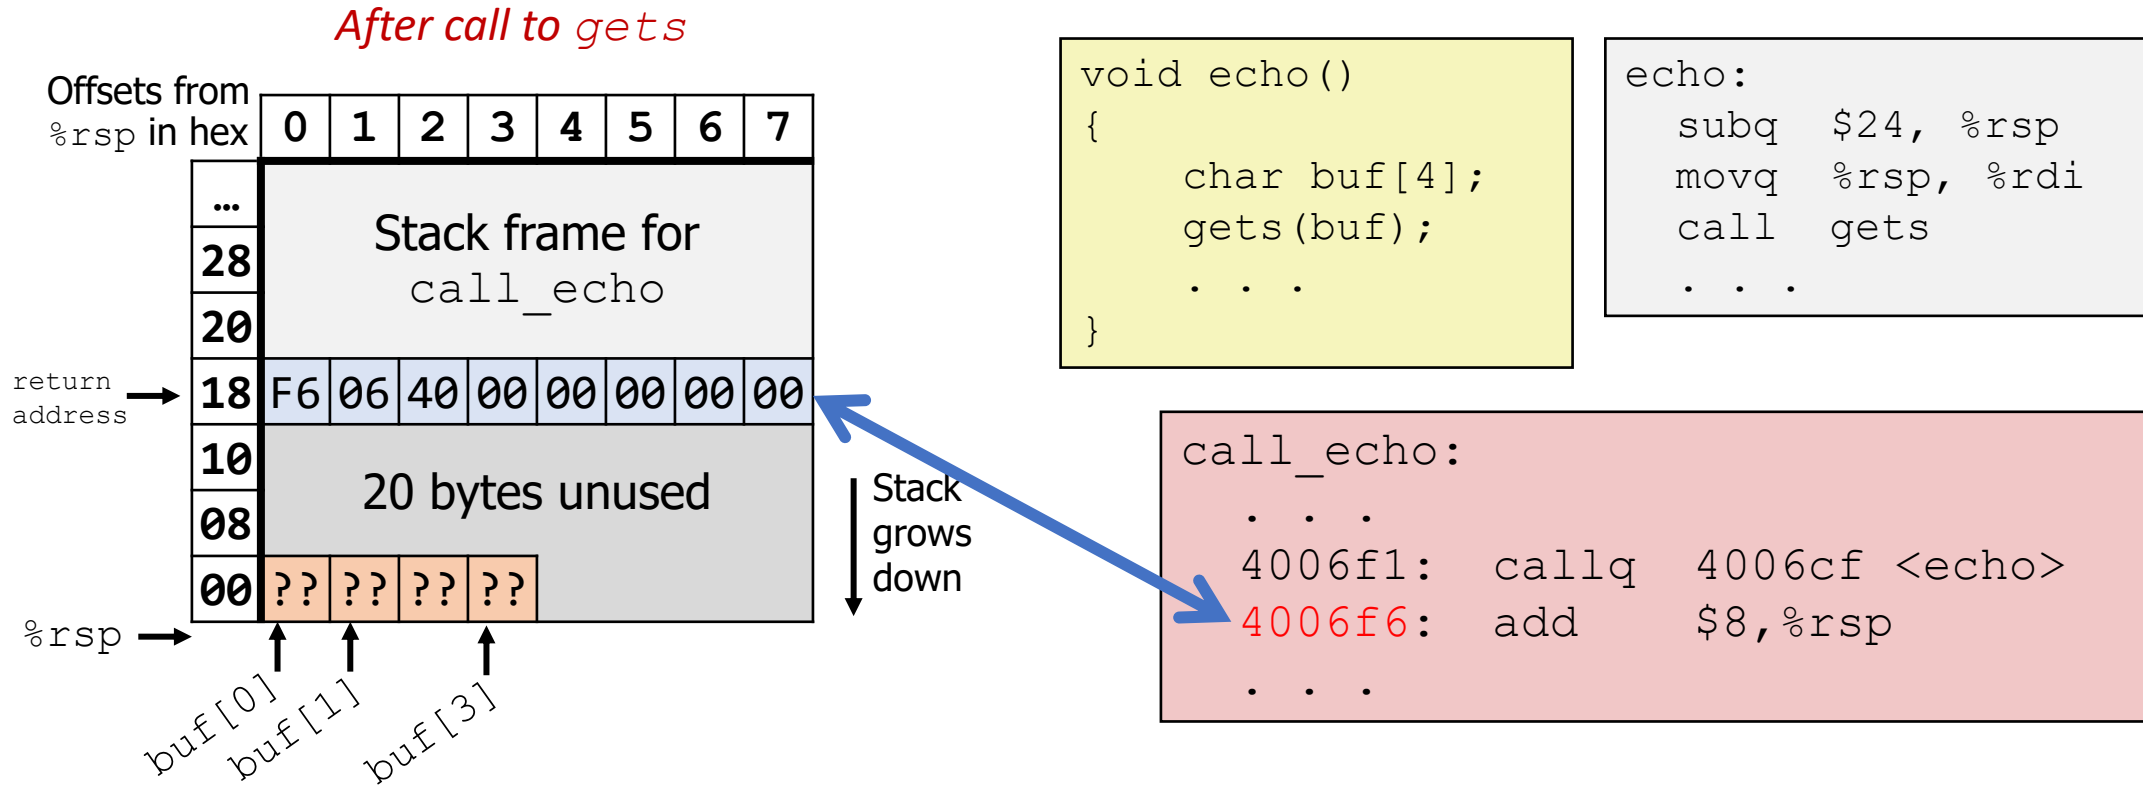 After call to gets
Offsets from
%rsp in hex
0 1 2 3 4 5 6 7
…
28
20
Stack frame for
call_echo
return
address
18 F6 06 40 00 00 00 00 00
10
08
20 bytes unused
00 ?? ?? ?? ??
%rsp
buf[0]
buf[1]
buf[3]
Stack
grows
down
void echo()
{
    char buf[4];
    gets(buf);
    . . .
}
echo:
  subq  $24, %rsp
  movq  %rsp, %rdi
  call  gets
  . . .
call_echo:
  . . .
  4006f1:  callq  4006cf <echo>
  4006f6:  add    $8,%rsp
  . . .